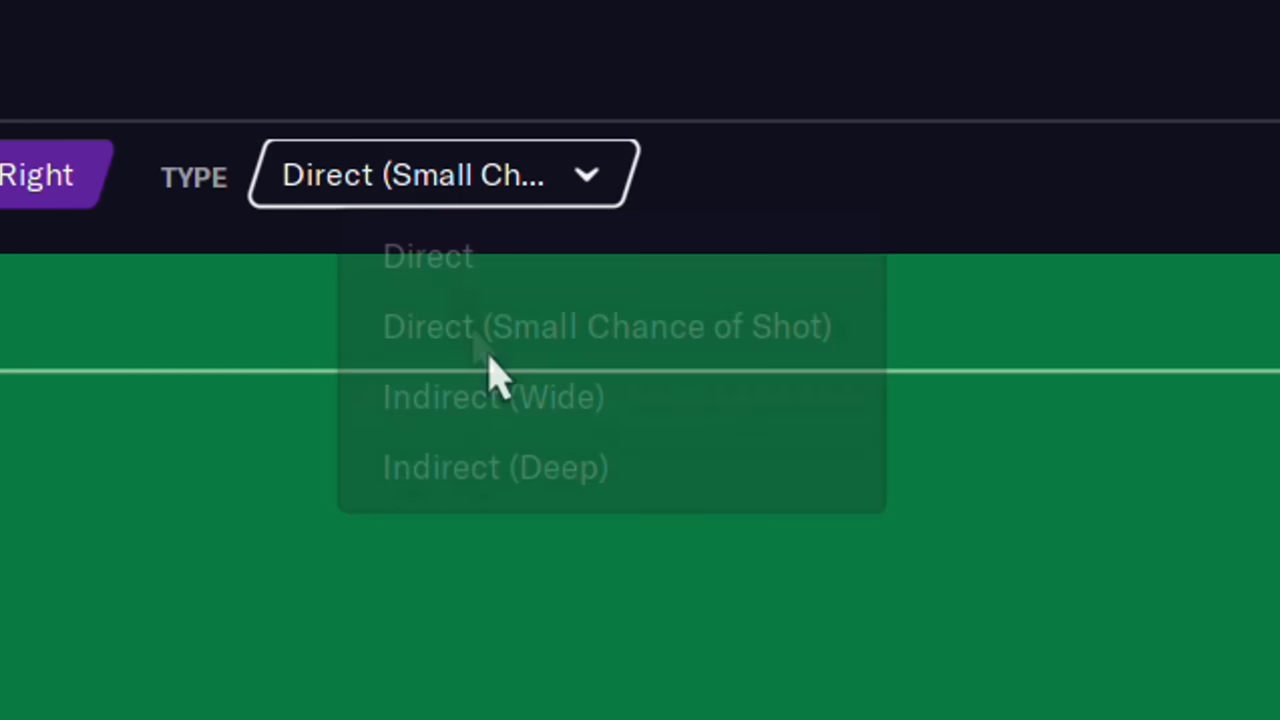 Right TYPE Direct (Small Ch...
Direct
Direct (Small Chance of Shot)
Indirect (Wide)
Indirect (Deep)